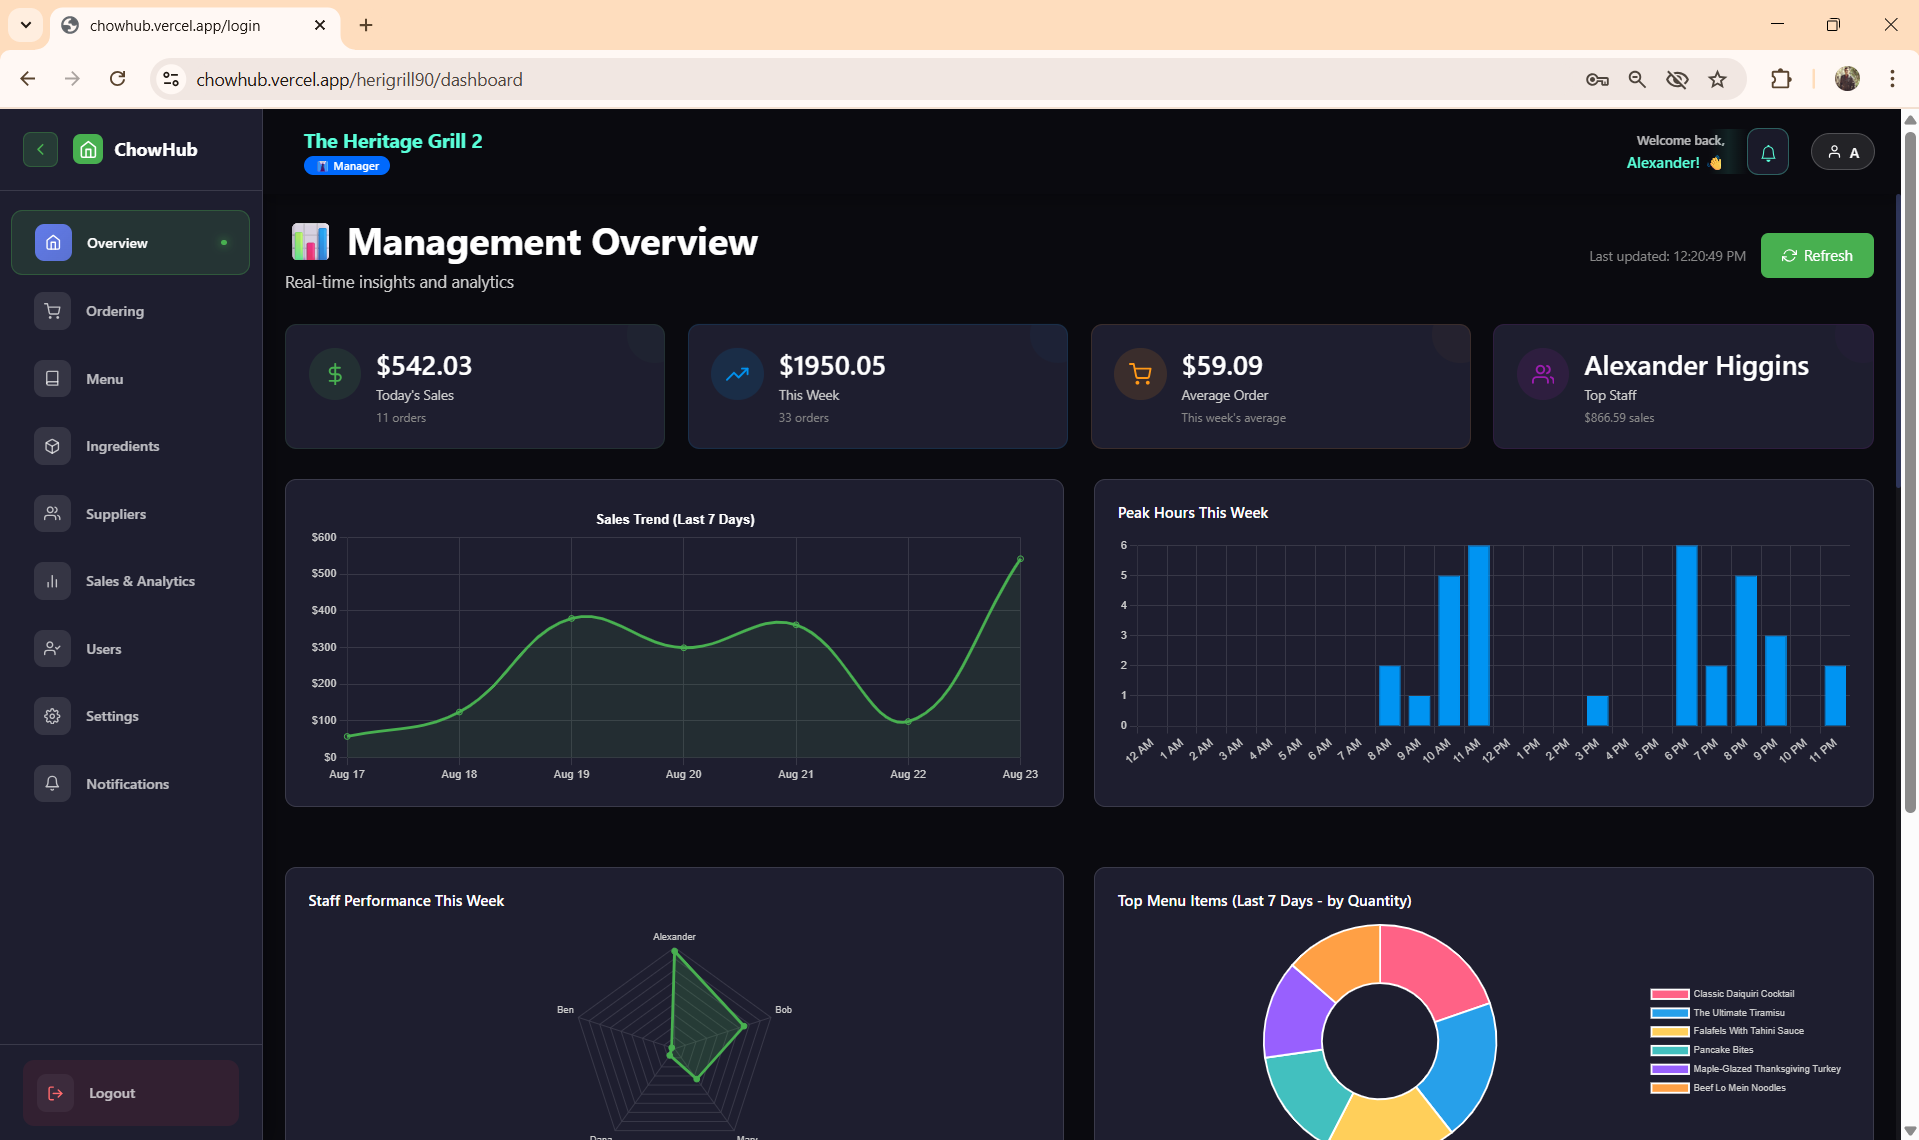 chowhub.vercel.app/login
chowhub.vercel.app/herigrill90/dashboard
ChowHub
The Heritage Grill 2
Manager
Welcome back,
Alexander!
A
Overview
Ordering
Menu
Ingredients
Suppliers
Sales & Analytics
Users
Settings
Notifications
Logout
Management Overview
Real-time insights and analytics
Last updated: 12:20:49 PM
Refresh
$542.03
Today's Sales
11 orders
$1950.05
This Week
33 orders
$59.09
Average Order
This week's average
Alexander Higgins
Top Staff
$866.59 sales
Sales Trend (Last 7 Days)
$600
$500
$400
$300
$200
$100
$0
Aug 17 Aug 18 Aug 19 Aug 20 Aug 21 Aug 22 Aug 23
Peak Hours This Week
6
5
4
3
2
1
0
12 AM 1 AM 2 AM 3 AM 4 AM 5 AM 6 AM 7 AM 8 AM 9 AM 10 AM 11 AM 12 PM 1 PM 2 PM 3 PM 4 PM 5 PM 6 PM 7 PM 8 PM 9 PM 10 PM 11 PM
Staff Performance This Week
Alexander
Ben
Bob
Dana
Mary
Top Menu Items (Last 7 Days - by Quantity)
Classic Daiquiri Cocktail
The Ultimate Tiramisu
Falafels With Tahini Sauce
Pancake Bites
Maple-Glazed Thanksgiving Turkey
Beef Lo Mein Noodles